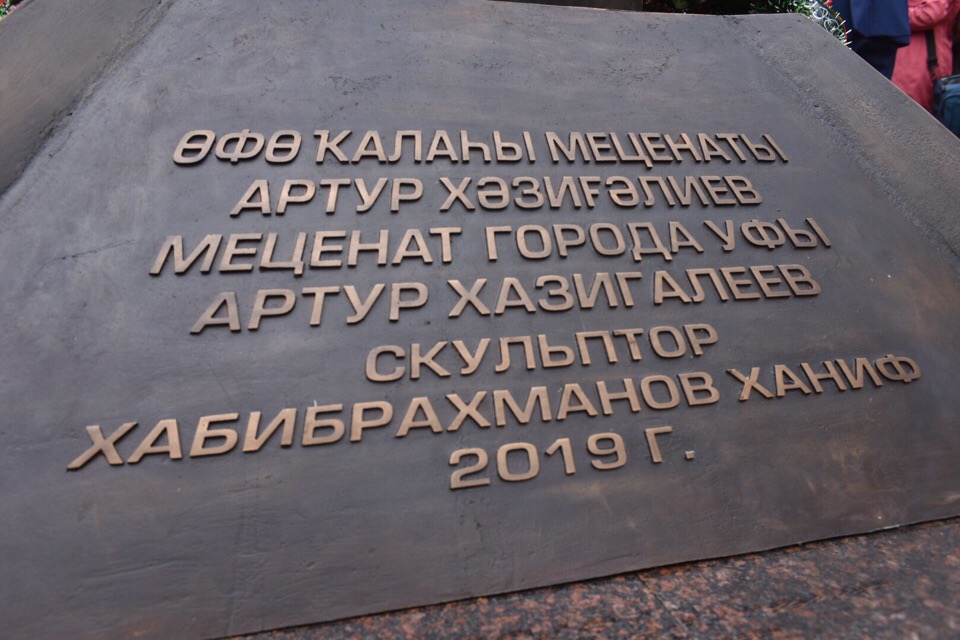 ӨФӨ ҠАЛАҺЫ МЕЦЕНАТЫ
АРТУР ХӘЗИҒӘЛИЕВ
МЕЦЕНАТ ГОРОДА УФЫ
АРТУР ХАЗИГАЛЕЕВ
СКУЛЬПТОР
ХАБИБРАХМАНОВ ХАНИФ
2019 Г.